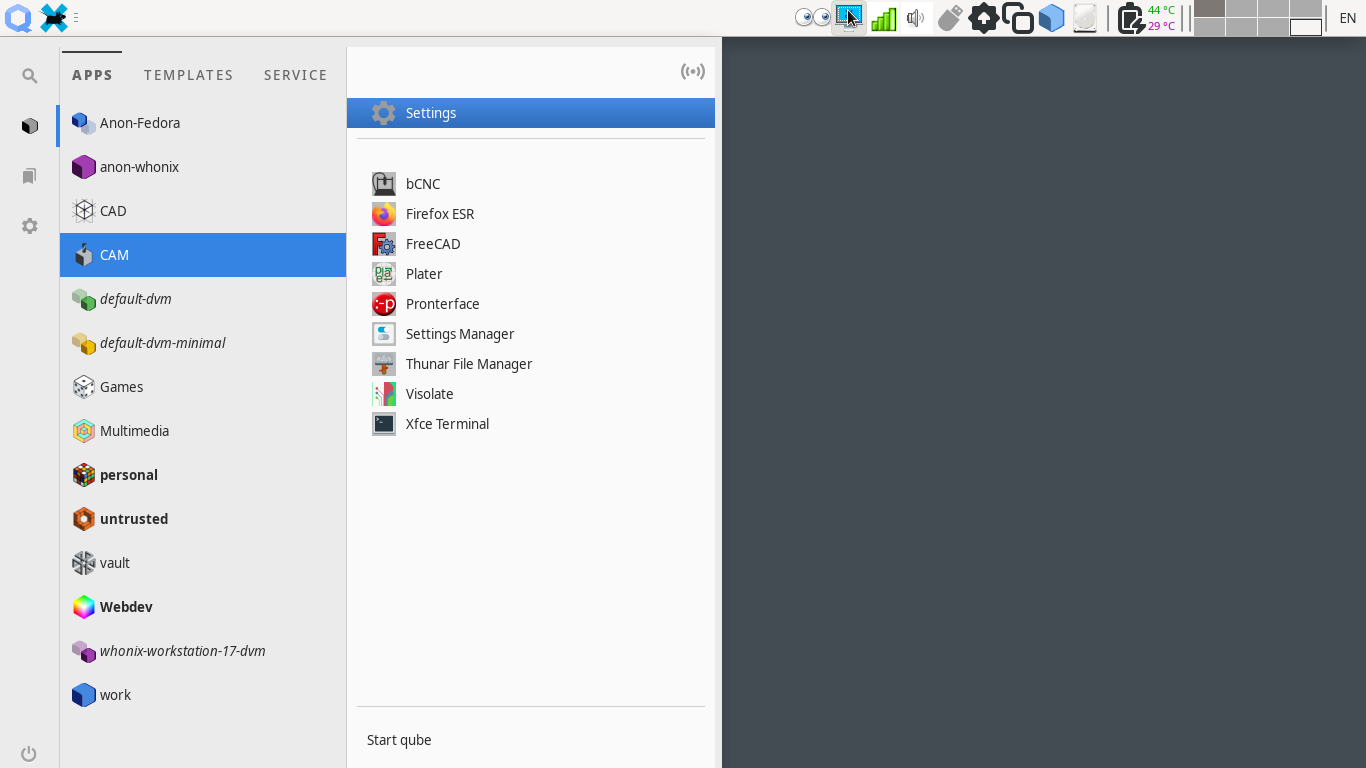 44 °C
29 °C
EN
APPS TEMPLATES SERVICE
Anon-Fedora
anon-whonix
CAD
CAM
default-dvm
default-dvm-minimal
Games
Multimedia
personal
untrusted
vault
Webdev
whonix-workstation-17-dvm
work
Settings
bCNC
Firefox ESR
FreeCAD
Plater
Pronterface
Settings Manager
Thunar File Manager
Visolate
Xfce Terminal
Start qube